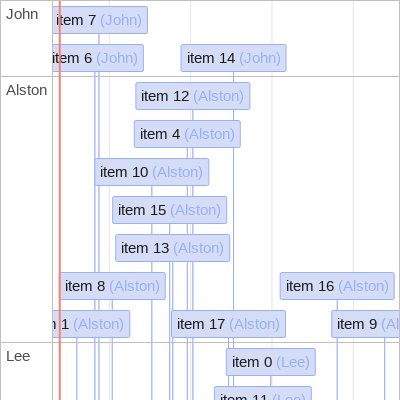 John
item 7 (John)
item 6 (John)
item 14 (John)
Alston
item 12 (Alston)
item 4 (Alston)
item 10 (Alston)
item 15 (Alston)
item 13 (Alston)
item 8 (Alston)
item 16 (Alston)
1 (Alston)
item 17 (Alston)
item 9 (Al
Lee
item 0 (Lee)
item 11 (Lee)